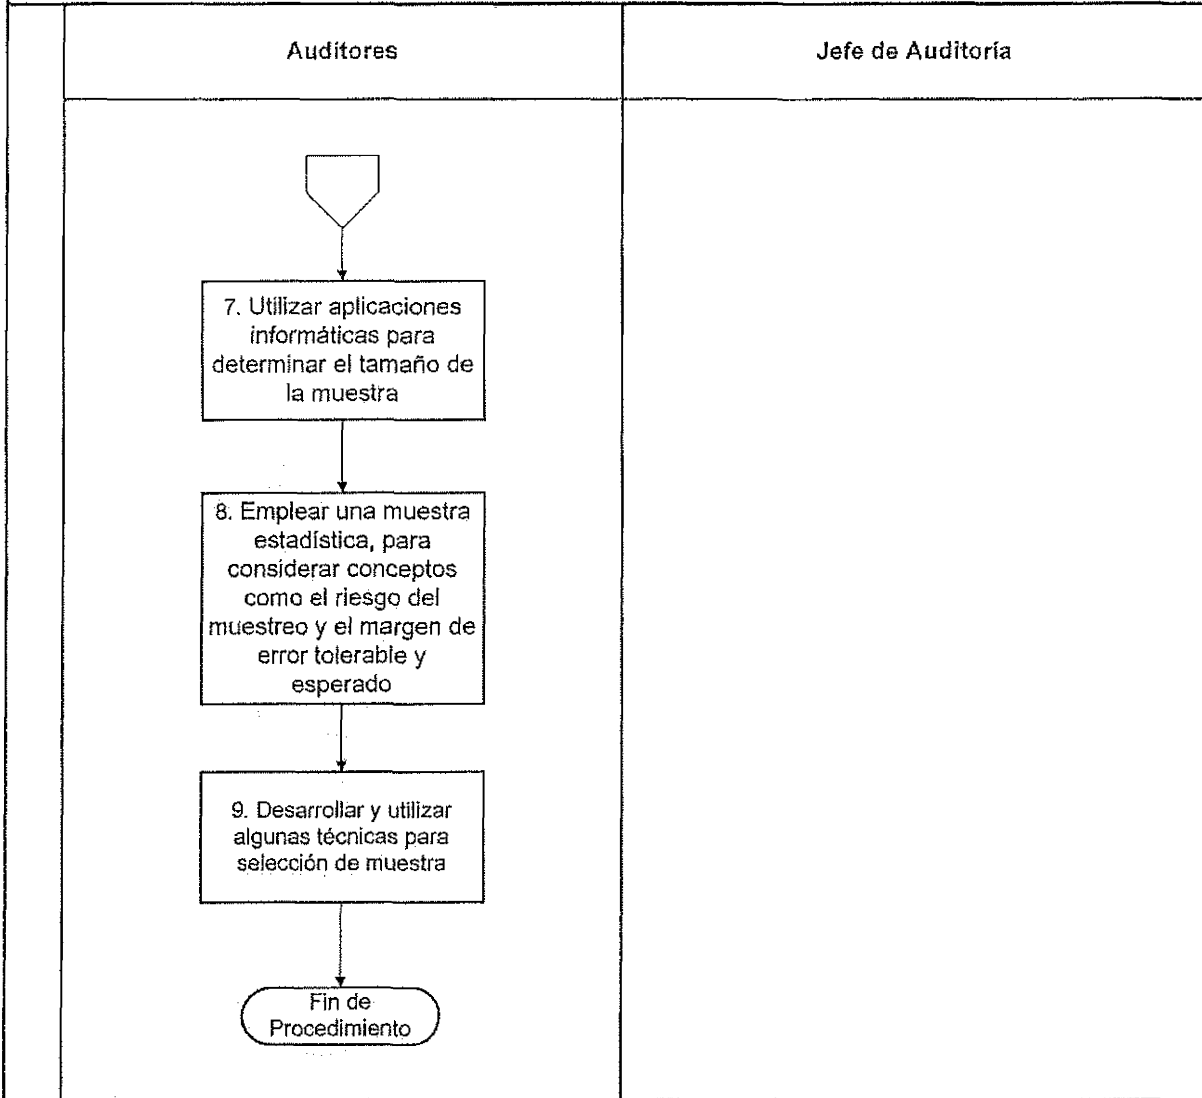 Auditores
Jefe de Auditoría
7. Utilizar aplicaciones
informáticas para
determinar el tamaño de
la muestra
8. Emplear una muestra
estadística, para
considerar conceptos
como el riesgo del
muestreo y el margen de
error tolerable y
esperado
9. Desarrollar y utilizar
algunas técnicas para
selección de muestra
Fin de
Procedimiento